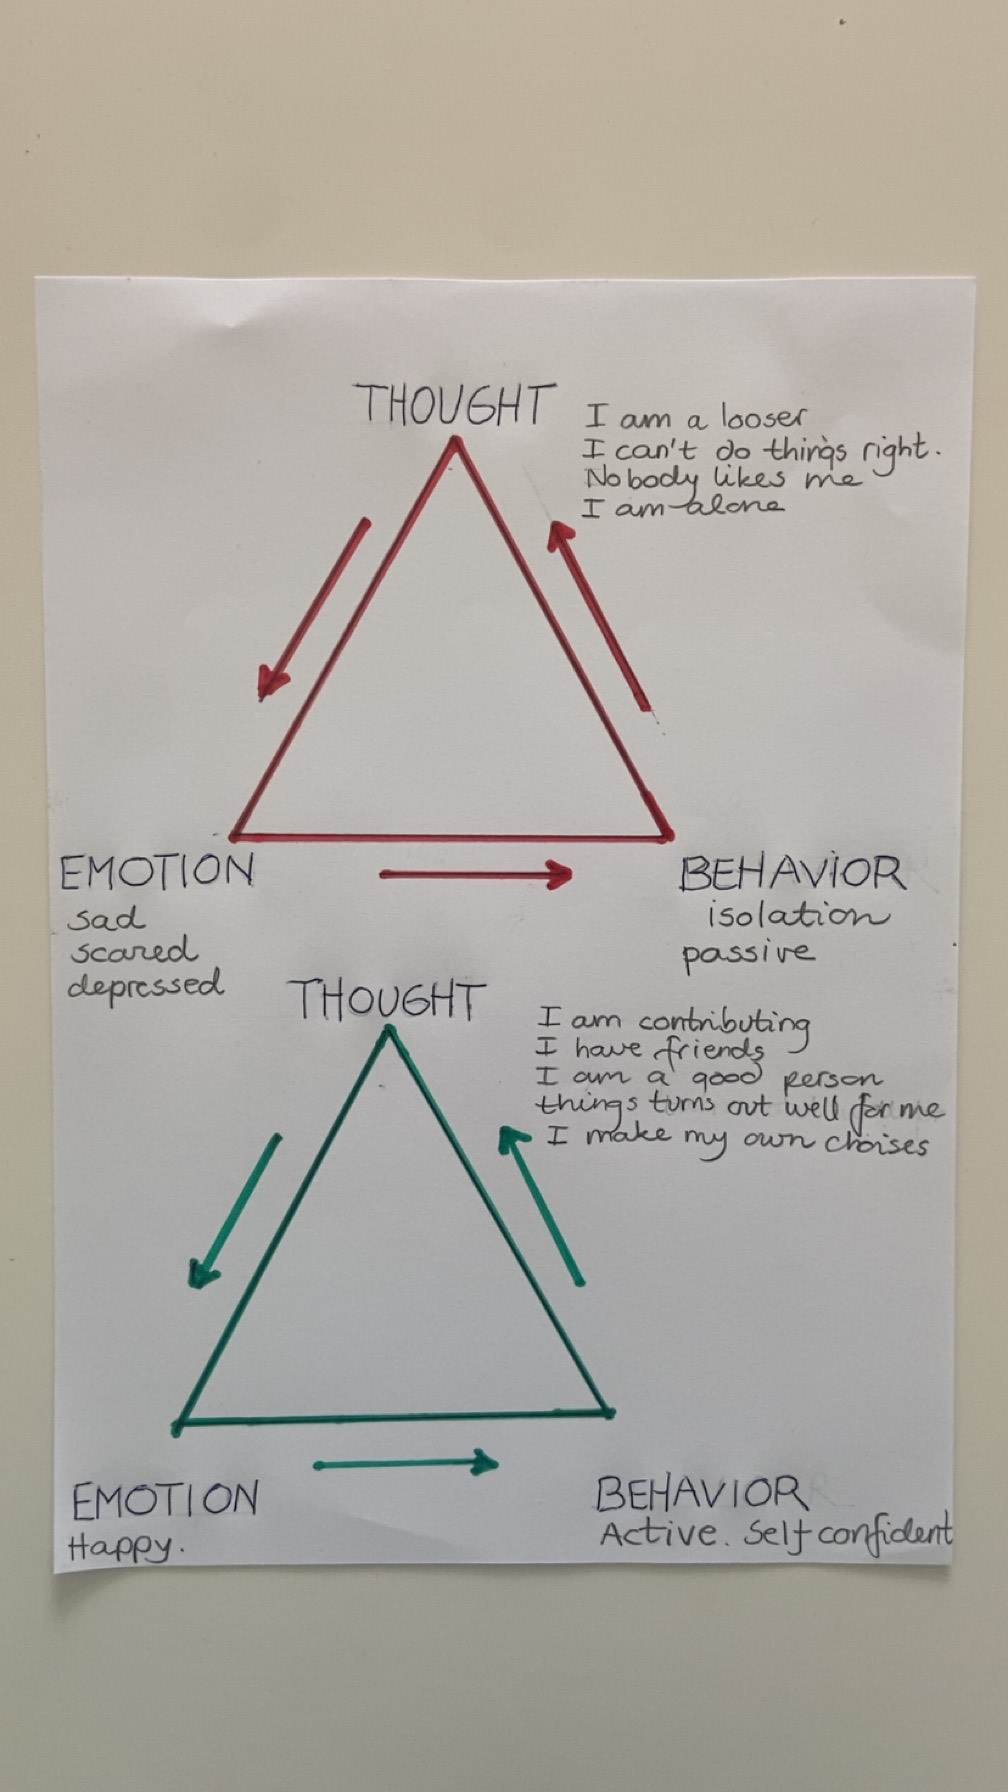 THOUGHT
I am a looser
I can't do things right.
Nobody likes me
I am alone
EMOTION
sad
scared
depressed
BEHAVIOR
isolation
passive
THOUGHT
I am contributing
I have friends
I am a good person
things turns out well for me
I make my own choises
EMOTION
Happy.
BEHAVIOR
Active. Self confident